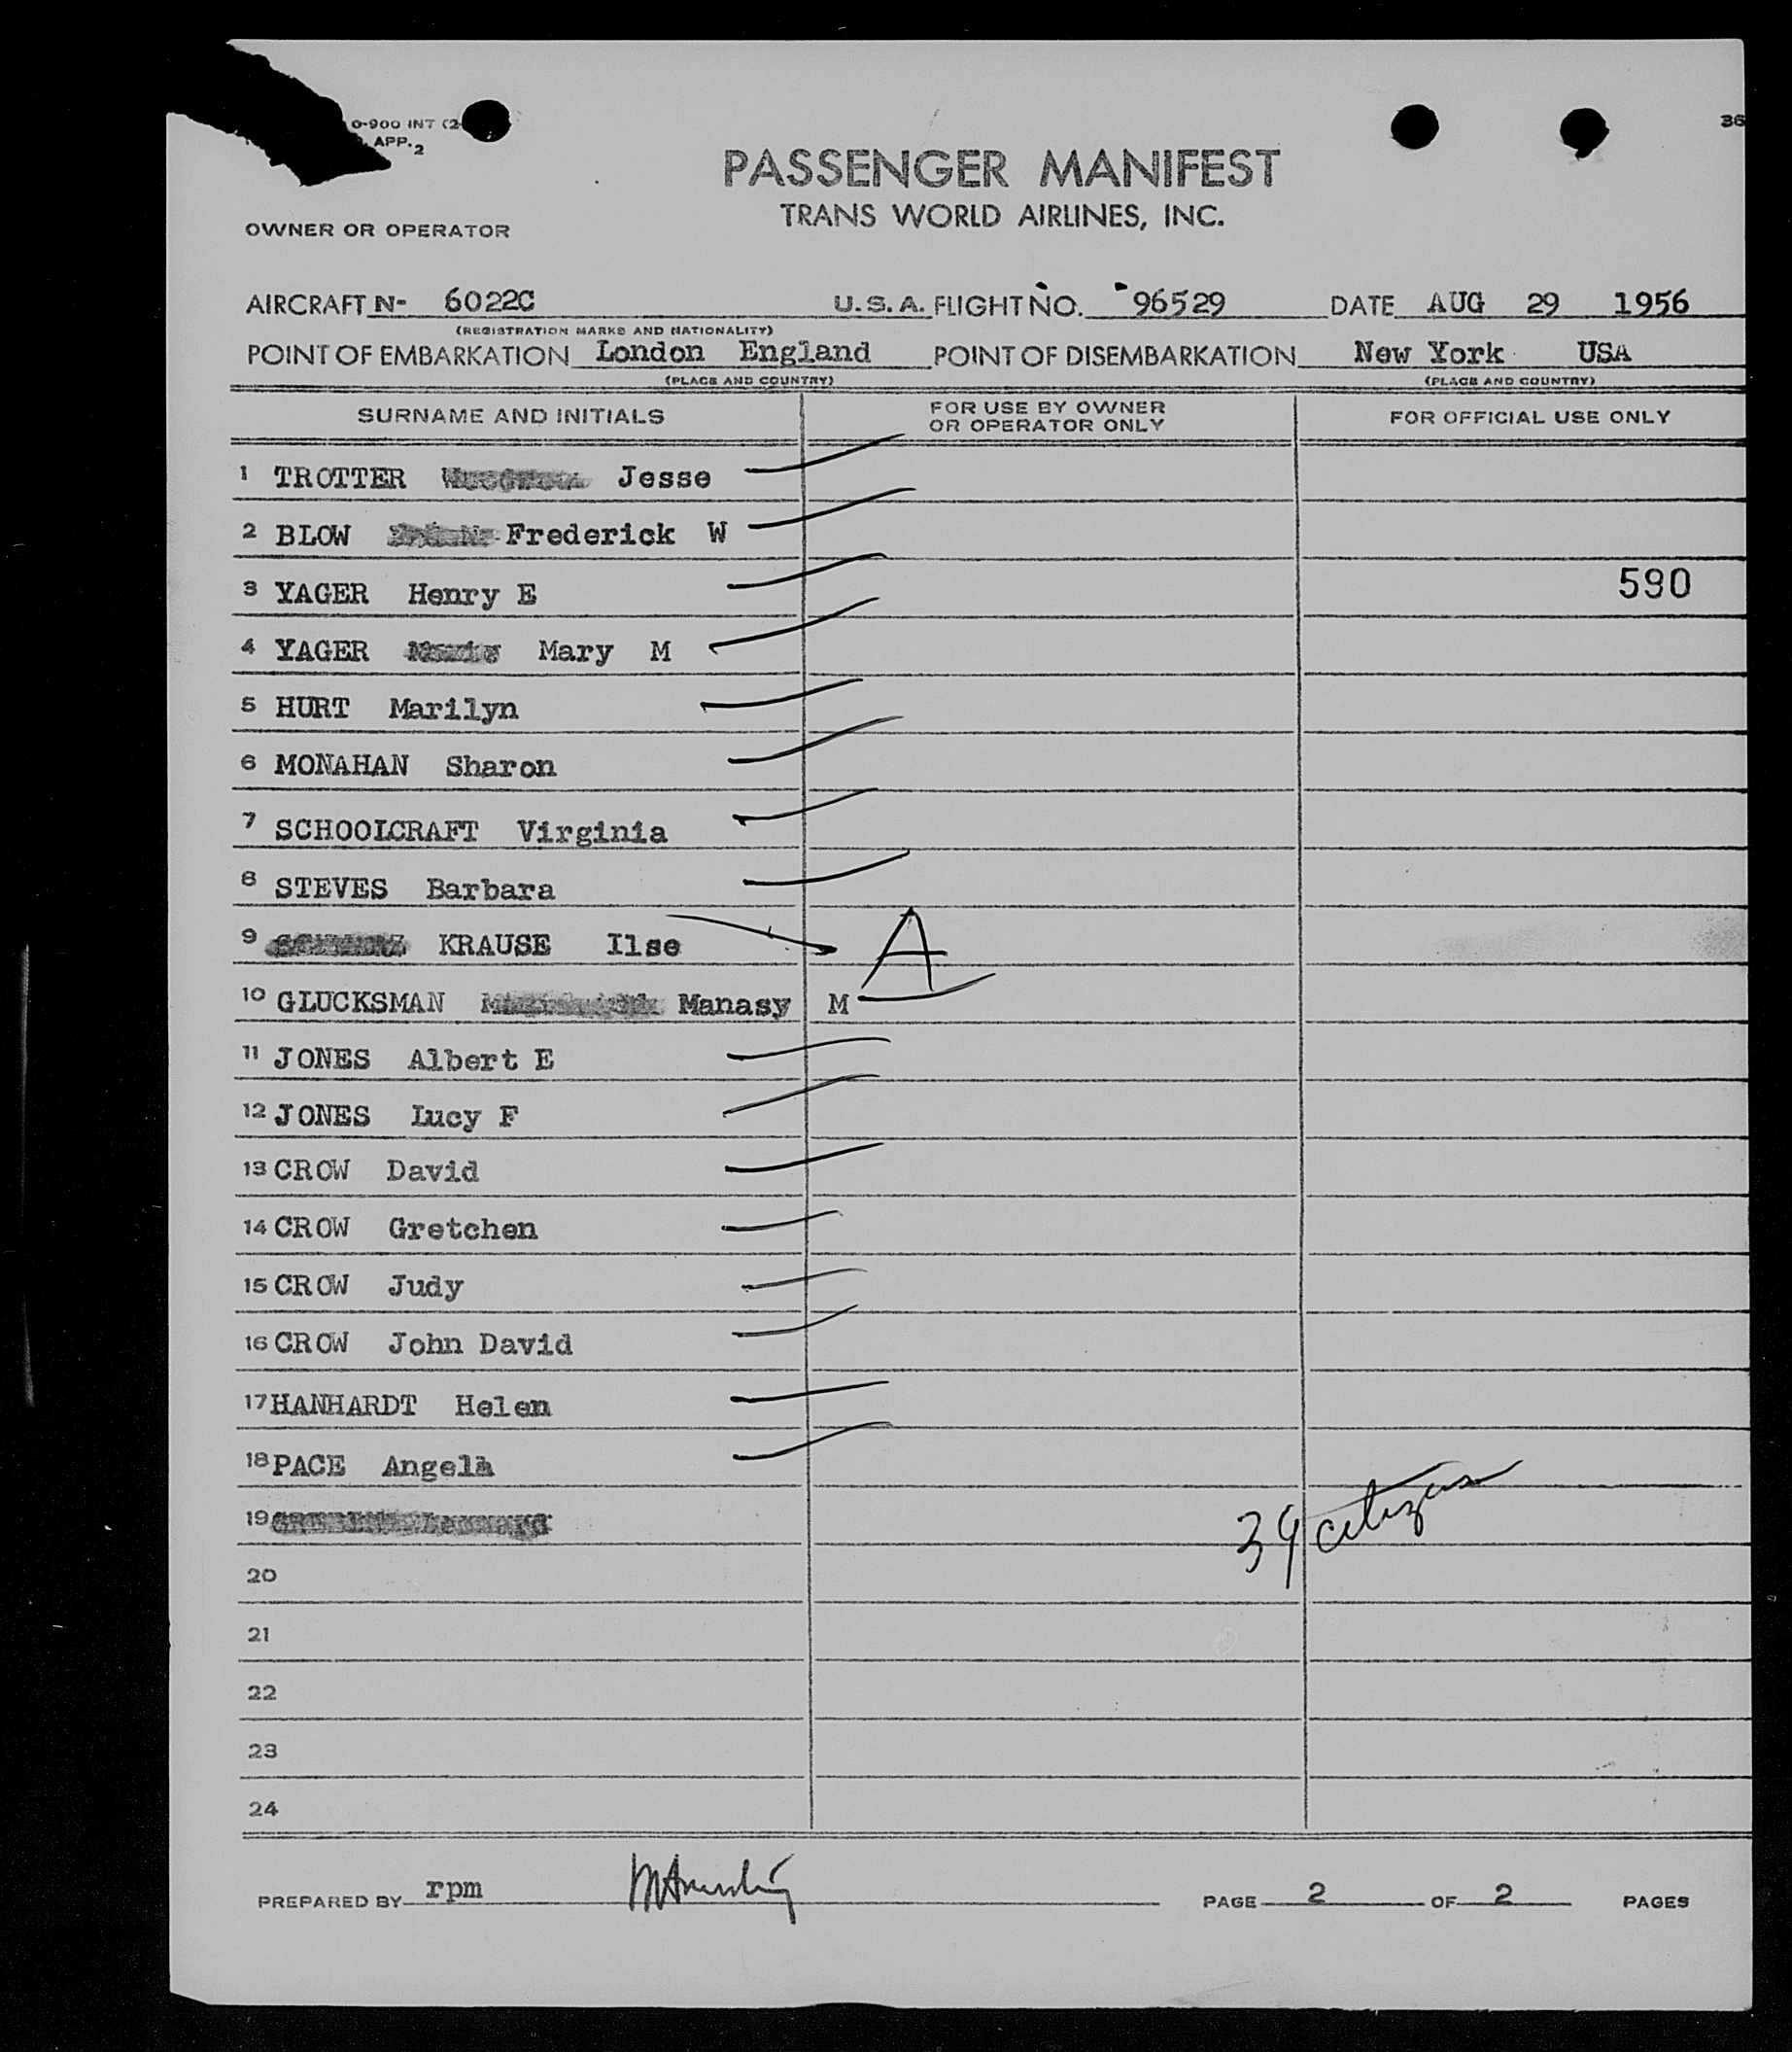 0-900 INT (2
APP. 2
36
PASSENGER MANIFEST
TRANS WORLD AIRLINES, INC.
OWNER OR OPERATOR
AIRCRAFT N- 6022C U.S.A. FLIGHT NO. 96529 DATE AUG 29 1956
(REGISTRATION MARKS AND NATIONALITY)
POINT OF EMBARKATION London England POINT OF DISEMBARKATION New York USA
(PLACE AND COUNTRY) (PLACE AND COUNTRY)
SURNAME AND INITIALS FOR USE BY OWNER OR OPERATOR ONLY FOR OFFICIAL USE ONLY
1 TROTTER Jesse
2 BLOW Frederick W
3 YAGER Henry E 590
4 YAGER Mary M
5 HURT Marilyn
6 MONAHAN Sharon
7 SCHOOLCRAFT Virginia
8 STEVES Barbara
9 KRAUSE Ilse A
10 GLUCKSMAN Manasy M
11 JONES Albert E
12 JONES Lucy F
13 CROW David
14 CROW Gretchen
15 CROW Judy
16 CROW John David
17 HANHARDT Helen
18 PACE Angela
19
39 citizens
20
21
22
23
24
PREPARED BY rpm PAGE 2 OF 2 PAGES